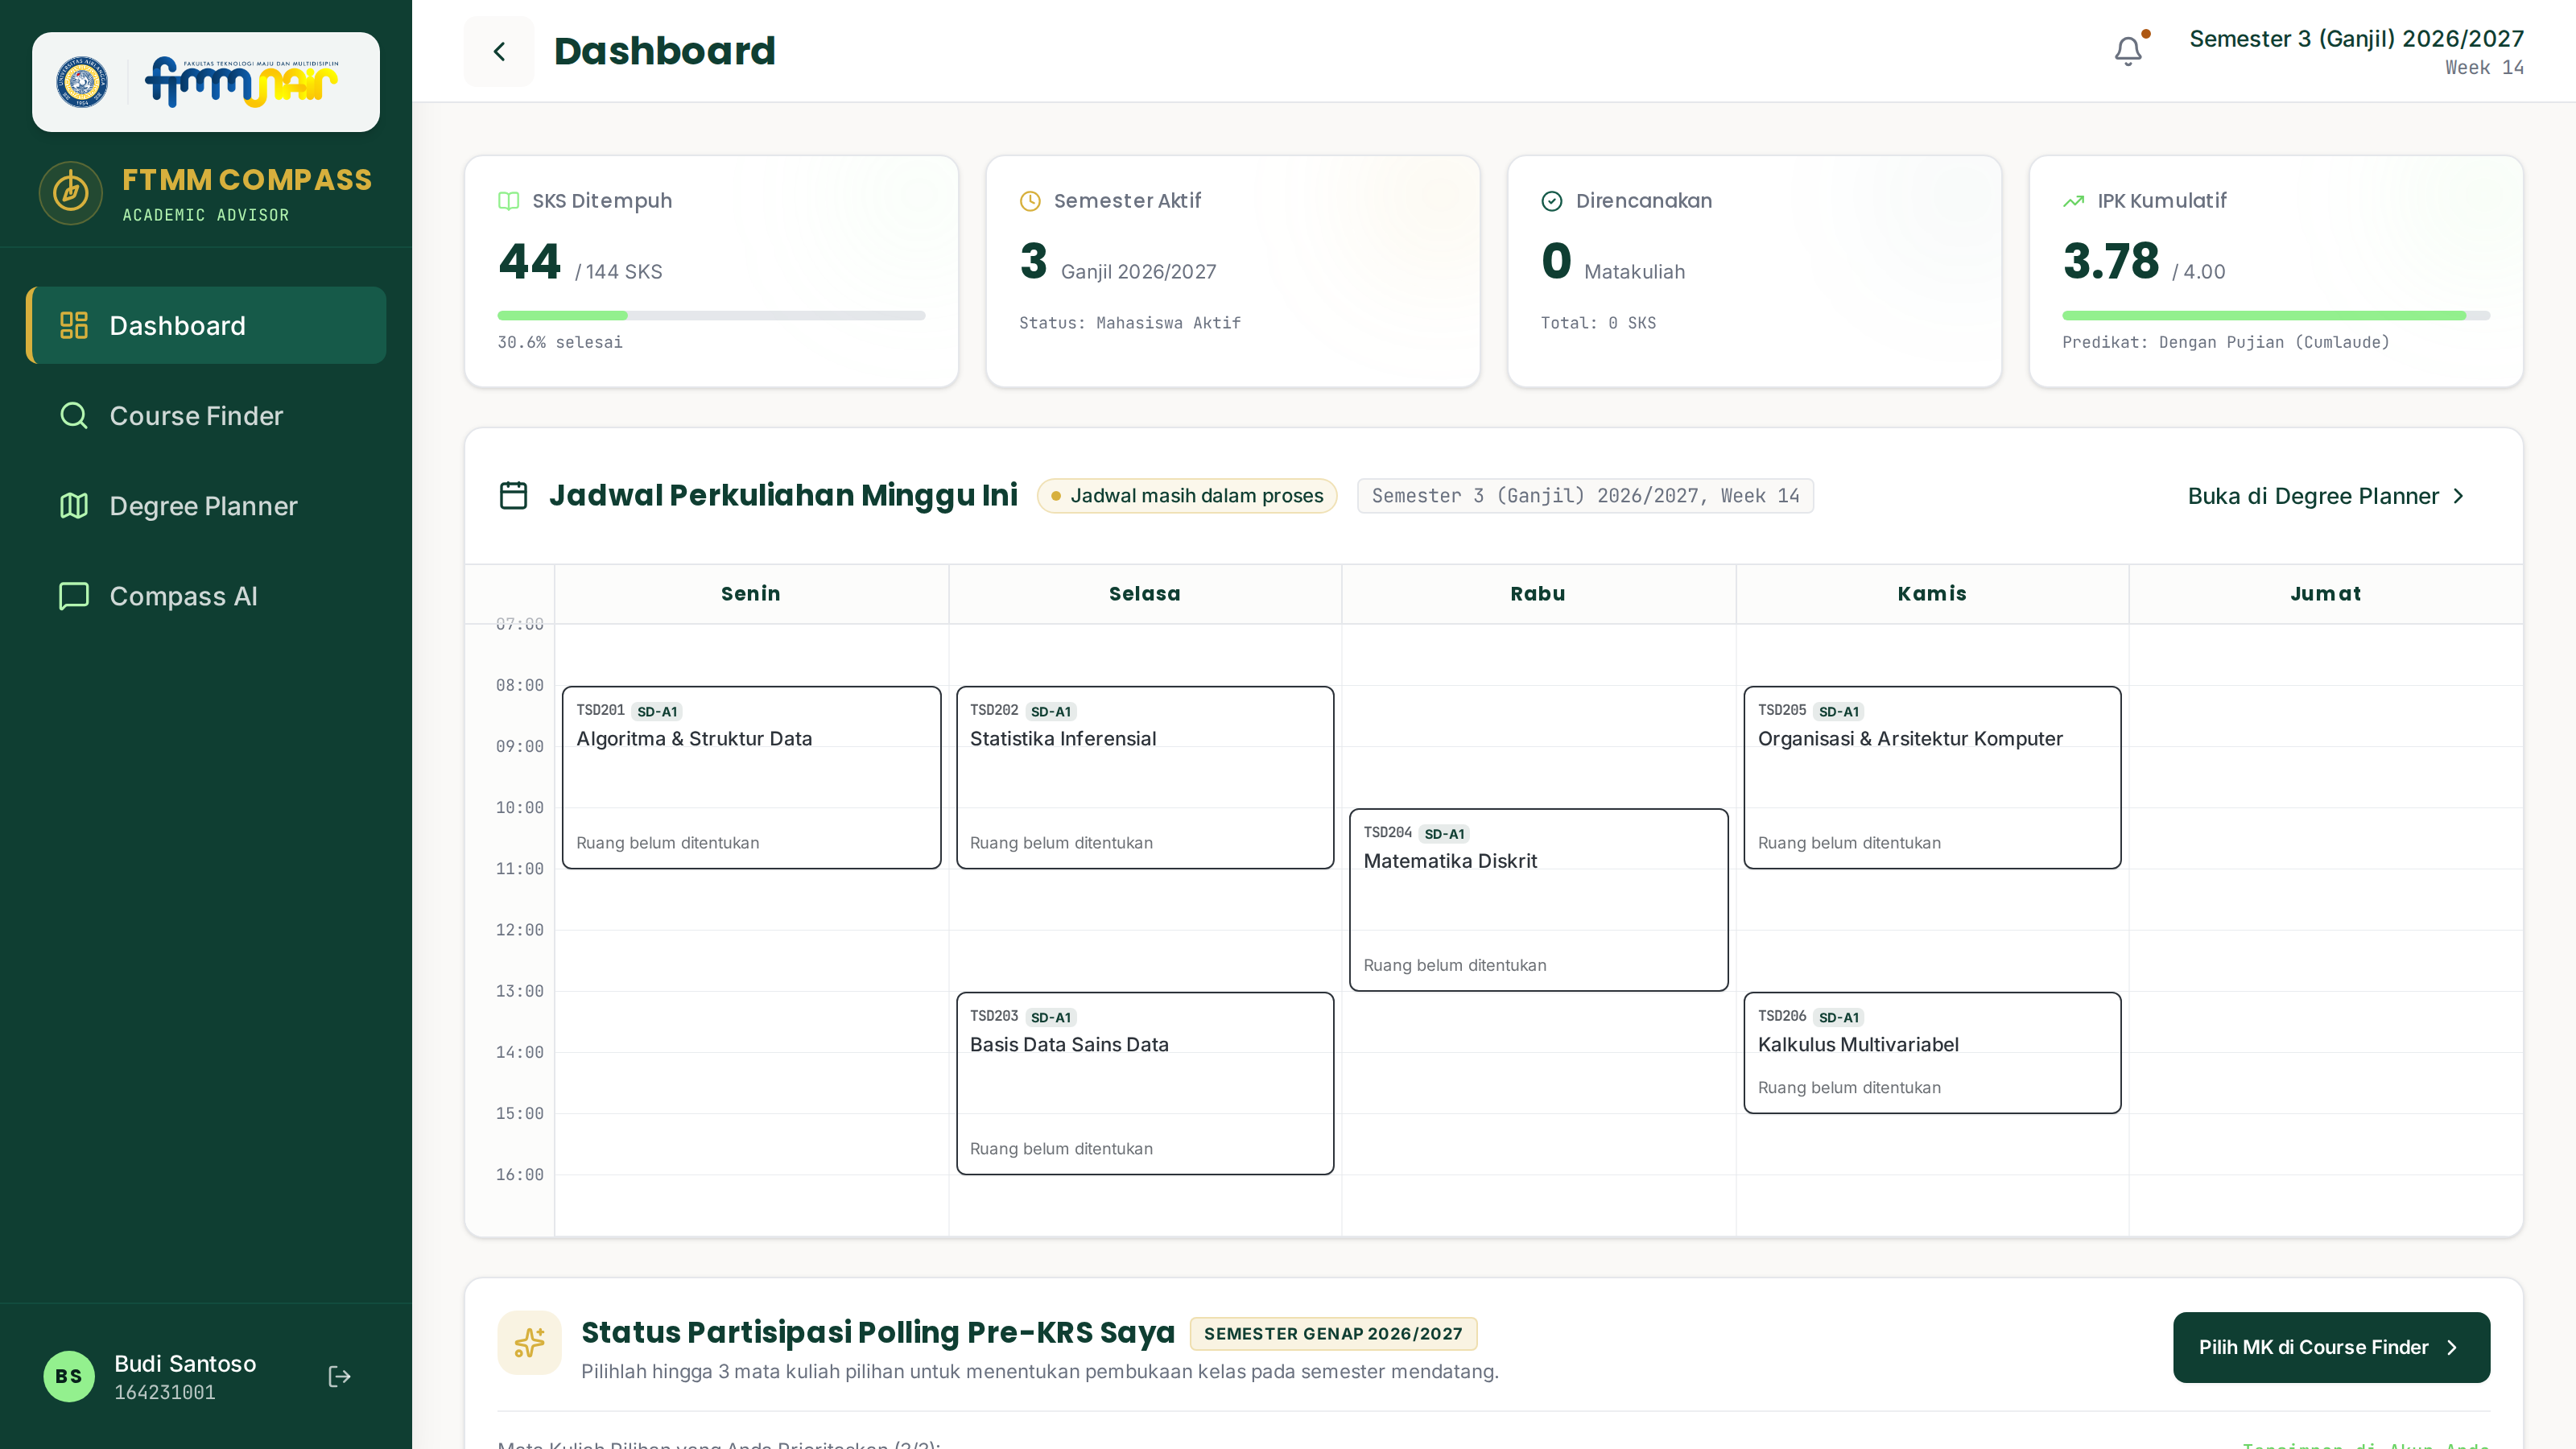 FAKULTAS TEKNOLOGI MAJU DAN MULTIDISIPLIN
ftmm unair
FTMM COMPASS
ACADEMIC ADVISOR
Dashboard
Course Finder
Degree Planner
Compass AI
BS
Budi Santoso
164231001
Dashboard
Semester 3 (Ganjil) 2026/2027
Week 14
SKS Ditempuh
44 / 144 SKS
30.6% selesai
Semester Aktif
3 Ganjil 2026/2027
Status: Mahasiswa Aktif
Direncanakan
0 Matakuliah
Total: 0 SKS
IPK Kumulatif
3.78 / 4.00
Predikat: Dengan Pujian (Cumlaude)
Jadwal Perkuliahan Minggu Ini
Jadwal masih dalam proses
Semester 3 (Ganjil) 2026/2027, Week 14
Buka di Degree Planner
Senin Selasa Rabu Kamis Jumat
07:00
08:00
09:00
10:00
11:00
12:00
13:00
14:00
15:00
16:00
TSD201 SD-A1
Algoritma & Struktur Data
Ruang belum ditentukan
TSD202 SD-A1
Statistika Inferensial
Ruang belum ditentukan
TSD203 SD-A1
Basis Data Sains Data
Ruang belum ditentukan
TSD204 SD-A1
Matematika Diskrit
Ruang belum ditentukan
TSD205 SD-A1
Organisasi & Arsitektur Komputer
Ruang belum ditentukan
TSD206 SD-A1
Kalkulus Multivariabel
Ruang belum ditentukan
Status Partisipasi Polling Pre-KRS Saya
SEMESTER GENAP 2026/2027
Pilihlah hingga 3 mata kuliah pilihan untuk menentukan pembukaan kelas pada semester mendatang.
Pilih MK di Course Finder